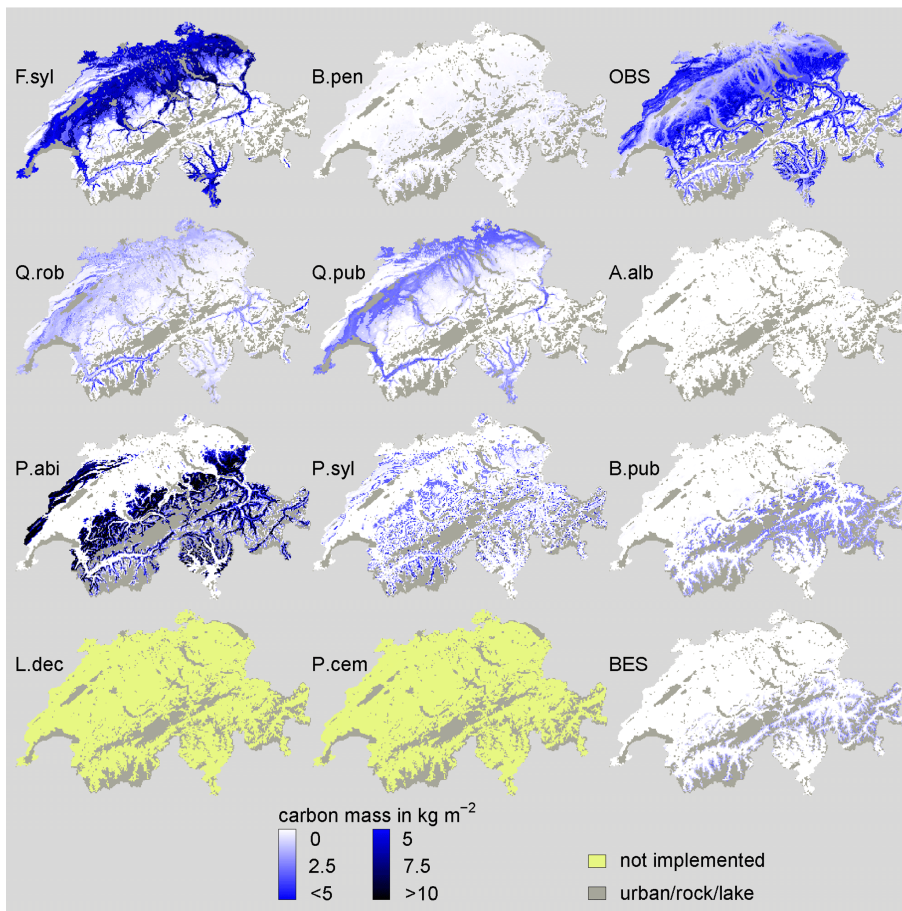 F.syl B.pen OBS
Q.rob Q.pub A.alb
P.abi P.syl B.pub
L.dec P.cem BES
carbon mass in kg m⁻²
0 5
2.5 7.5 not implemented
<5 >10 urban/rock/lake